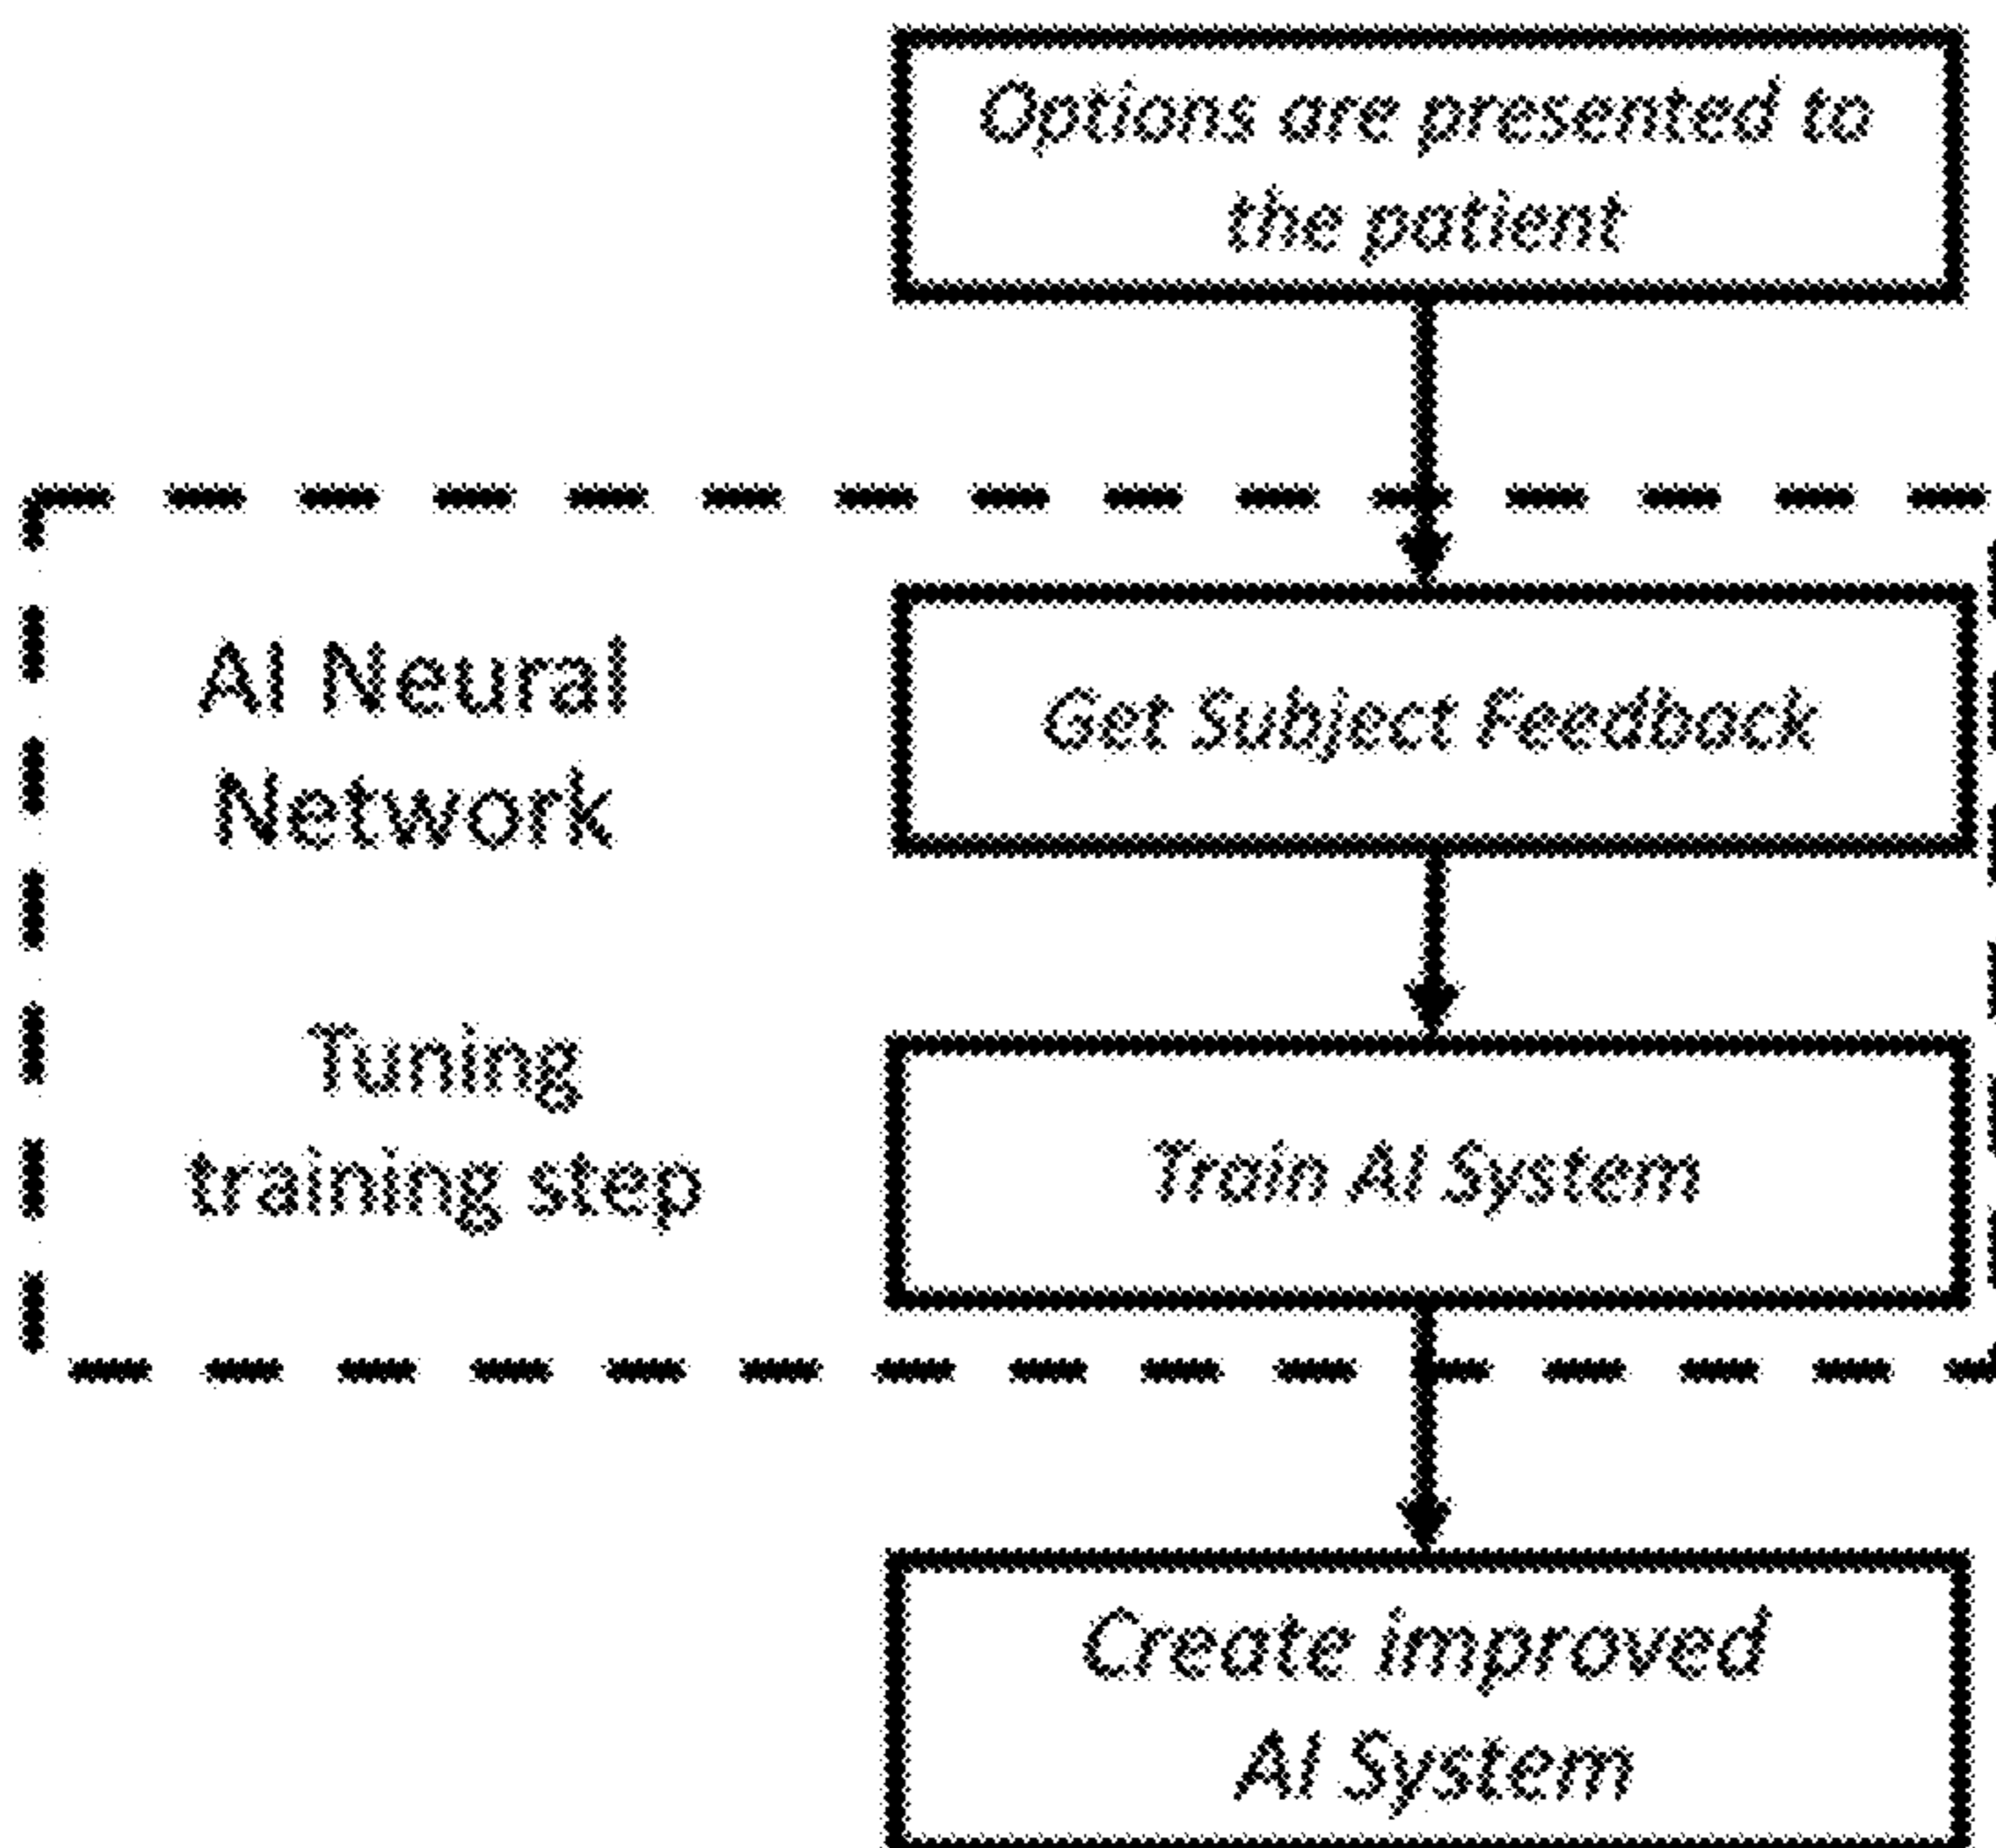 Options are presented to
the patient
AI Neural
Network
Get Subject Feedback
Tuning
training step
Train AI System
Create improved
AI System